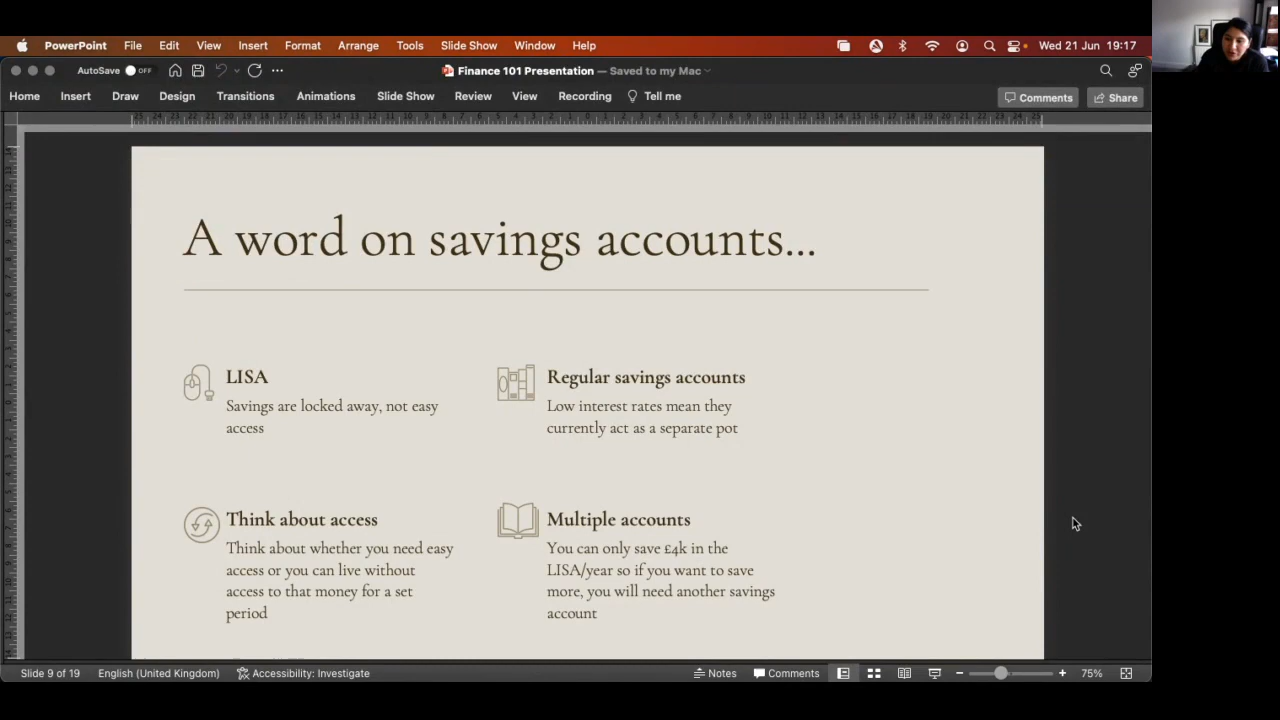 PowerPoint File Edit View Insert Format Arrange Tools Slide Show Window Help Wed 21 Jun 19:17
AutoSave OFF Finance 101 Presentation — Saved to my Mac
Home Insert Draw Design Transitions Animations Slide Show Review View Recording Tell me Comments Share
A word on savings accounts...
LISA
Savings are locked away, not easy
access
Regular savings accounts
Low interest rates mean they
currently act as a separate pot
Think about access
Think about whether you need easy
access or you can live without
access to that money for a set
period
Multiple accounts
You can only save £4k in the
LISA/year so if you want to save
more, you will need another savings
account
Slide 9 of 19 English (United Kingdom) Accessibility: Investigate Notes Comments 75%